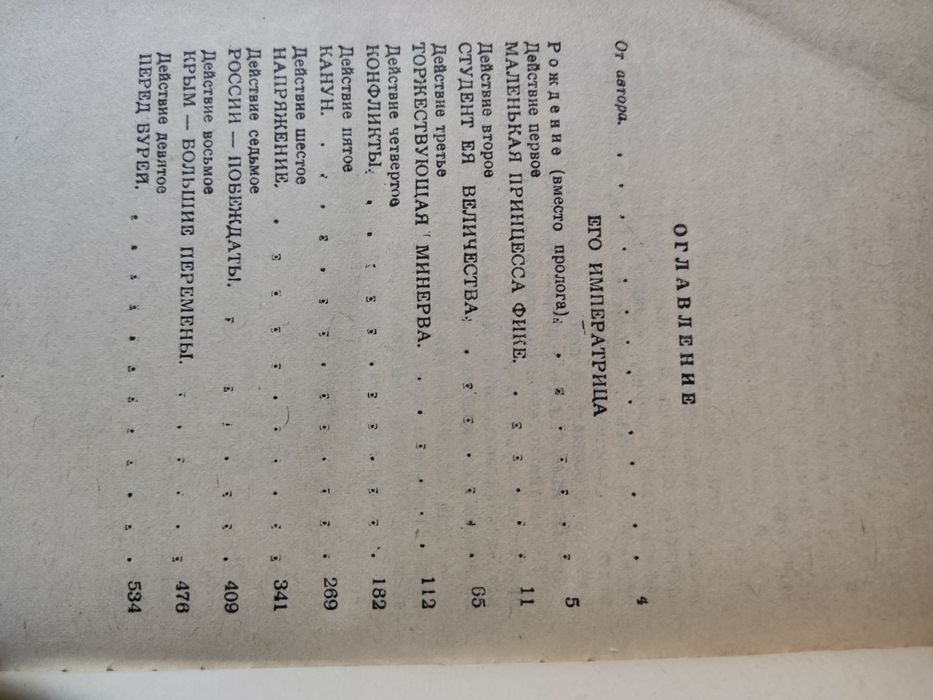 ОГЛАВЛЕНИЕ
От автора. . . . . . . . . . . . . 4
ЕГО ИМПЕРАТРИЦА
Рождение (вместо пролога). . . . . . . 5
Действие первое
МАЛЕНЬКАЯ ПРИНЦЕССА ФИКЕ. . . . . . 11
Действие второе
СТУДЕНТ ЕЯ ВЕЛИЧЕСТВА. . . . . . . 65
Действие третье
ТОРЖЕСТВУЮЩАЯ МИНЕРВА. . . . . . 112
Действие четвертое
КОНФЛИКТЫ. . . . . . . . . . 182
Действие пятое
КАНУН. . . . . . . . . . . . . 269
Действие шестое
НАПРЯЖЕНИЕ. . . . . . . . . . 341
Действие седьмое
РОССИИ — ПОБЕЖДАТЬ!. . . . . . . . 409
Действие восьмое
КРЫМ — БОЛЬШИЕ ПЕРЕМЕНЫ. . . . . . 476
Действие девятое
ПЕРЕД БУРЕЙ. . . . . . . . . . . 534